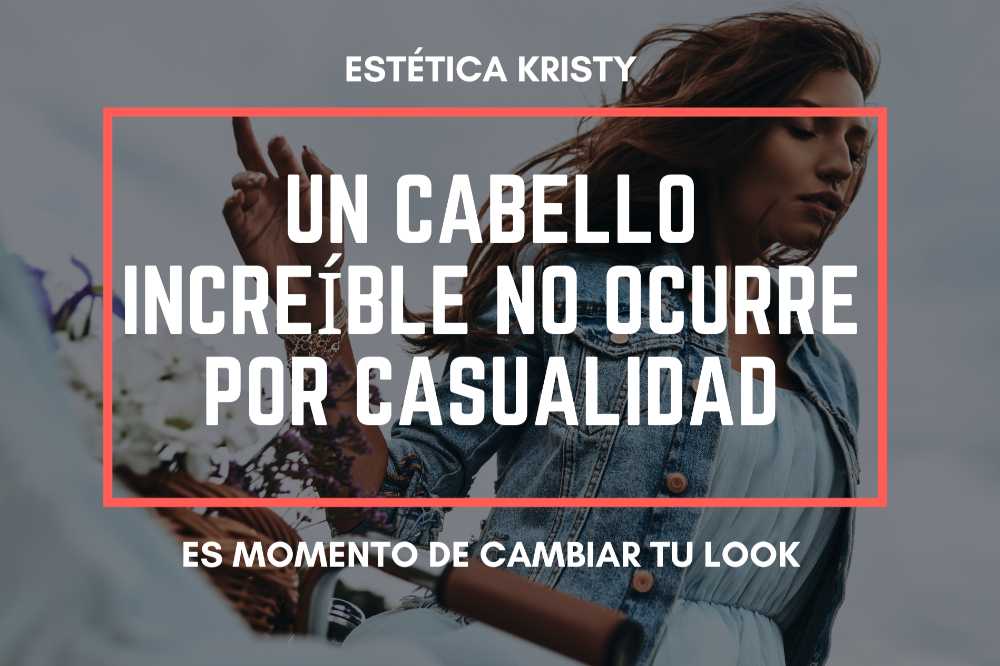 ESTÉTICA KRISTY
UN CABELLO
INCREÍBLE NO OCURRE
POR CASUALIDAD
ES MOMENTO DE CAMBIAR TU LOOK